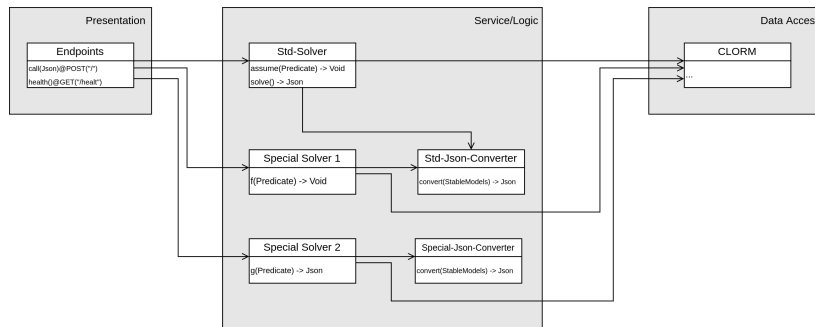 Presentation
Endpoints
call(Json)@POST("/")
health()@GET("/healt")
Service/Logic
Std-Solver
assume(Predicate) -> Void
solve() -> Json
Special Solver 1
f(Predicate) -> Void
Std-Json-Converter
convert(StableModels) -> Json
Special Solver 2
g(Predicate) -> Json
Special-Json-Converter
convert(StableModels) -> Json
Data Acces
CLORM
...